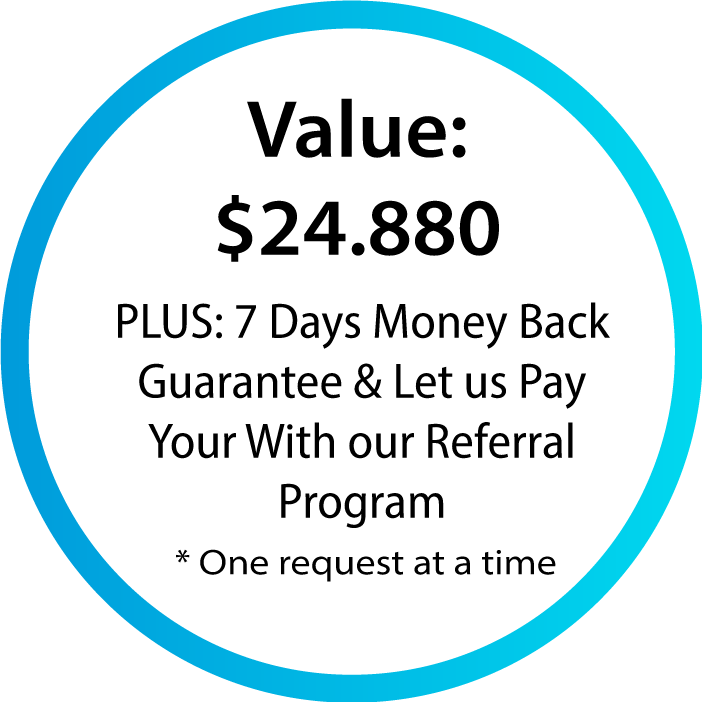 Value:
$24.880
PLUS: 7 Days Money Back
Guarantee & Let us Pay
Your With our Referral
Program
* One request at a time